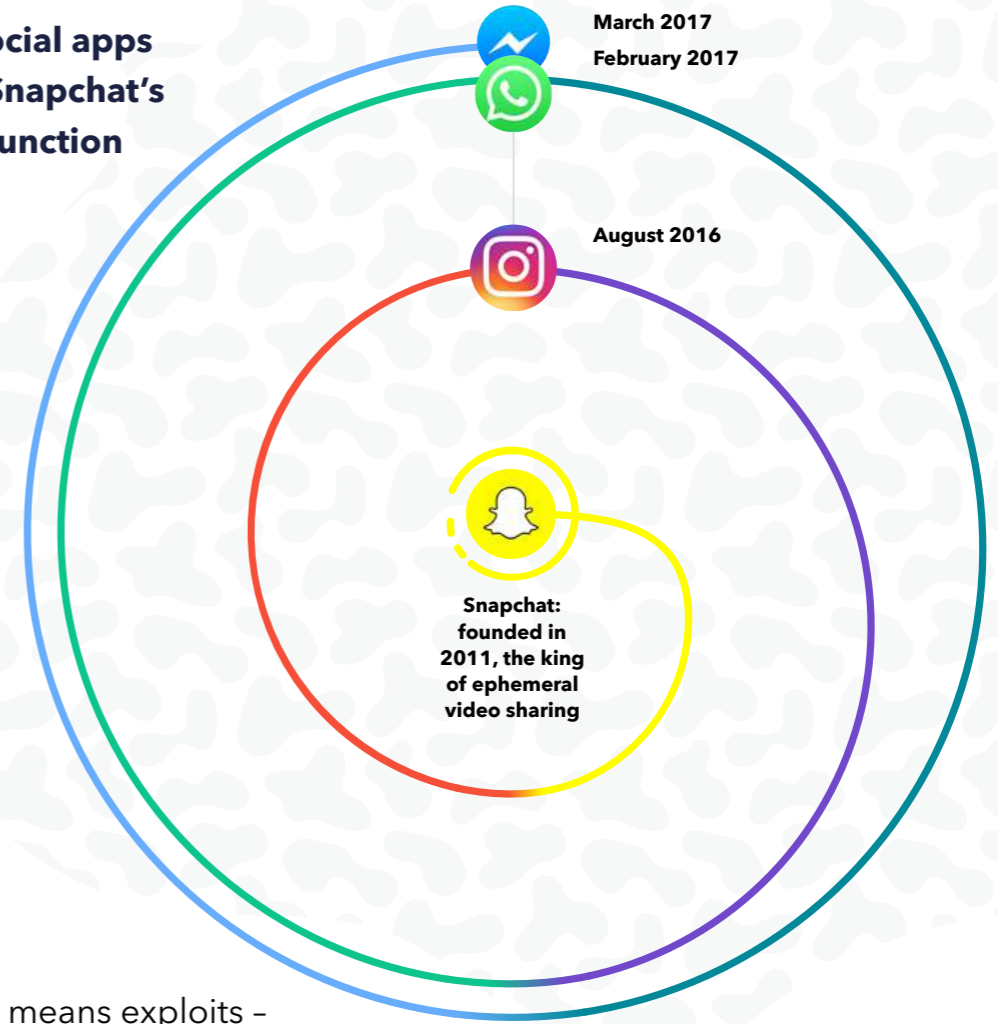 ocial apps
Snapchat's
unction
March 2017
February 2017
August 2016
Snapchat:
founded in
2011, the king
of ephemeral
video sharing
means exploits –